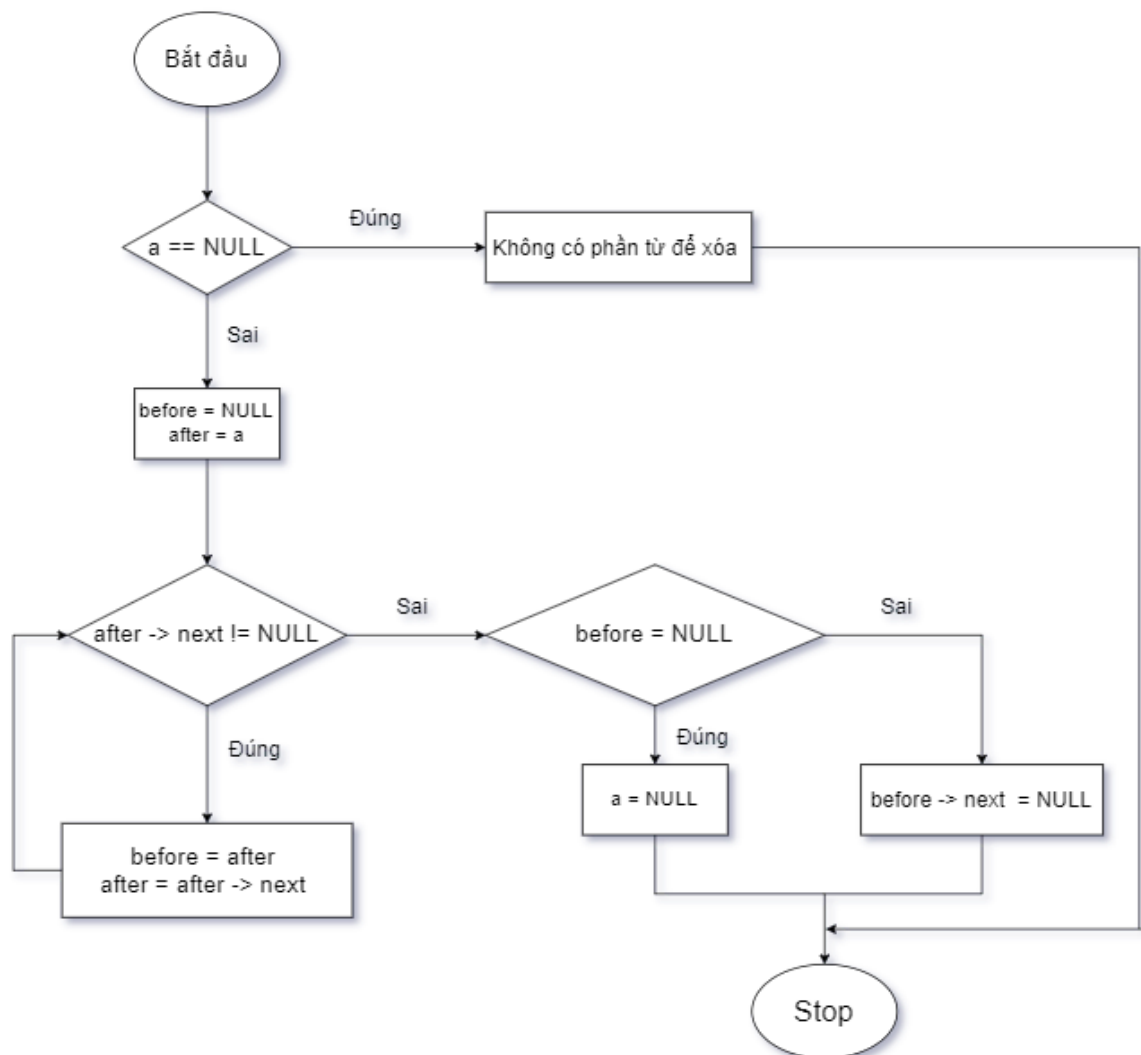 Bắt đầu
a == NULL
Đúng
Không có phần từ để xóa
Sai
before = NULL
after = a
after -> next != NULL
Sai
before = NULL
Sai
Đúng
Đúng
a = NULL
before -> next = NULL
before = after
after = after -> next
Stop